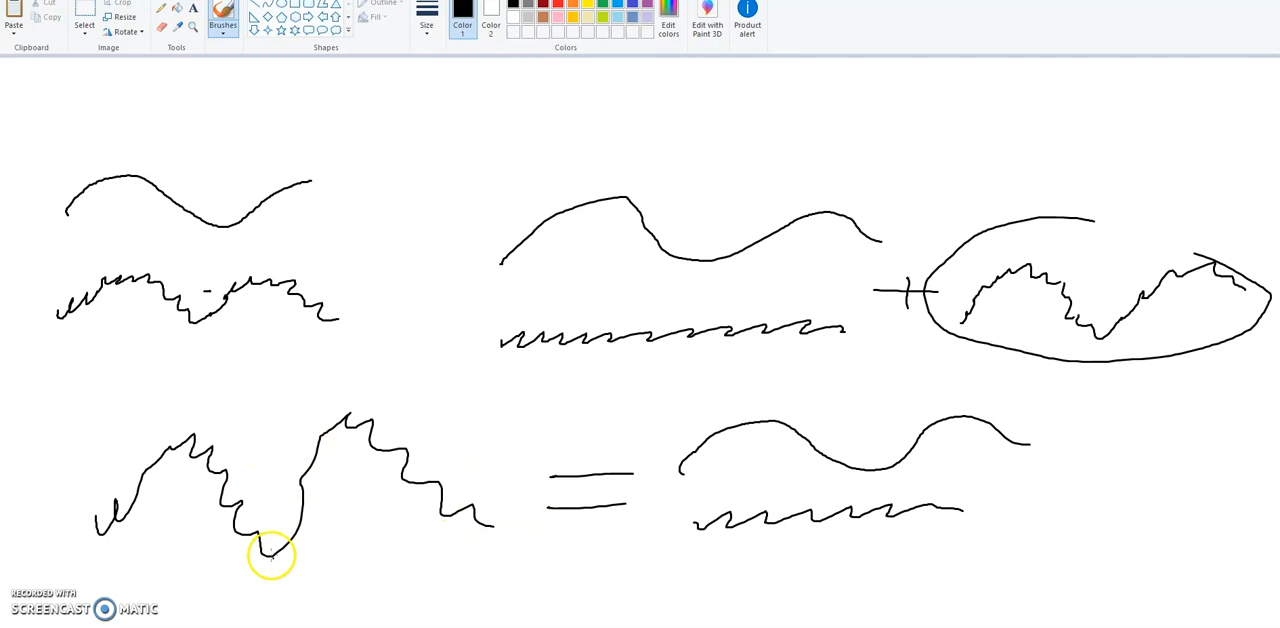 Cut
Crop
Outline
Paste
Copy
Resize
Rotate
A
Brushes
Fill
Size
Color
1
Color
2
Edit
colors
Edit with
Paint 3D
Product
alert
Clipboard
Image
Tools
Shapes
Colors
RECORDED WITH
SCREENCAST MATIC